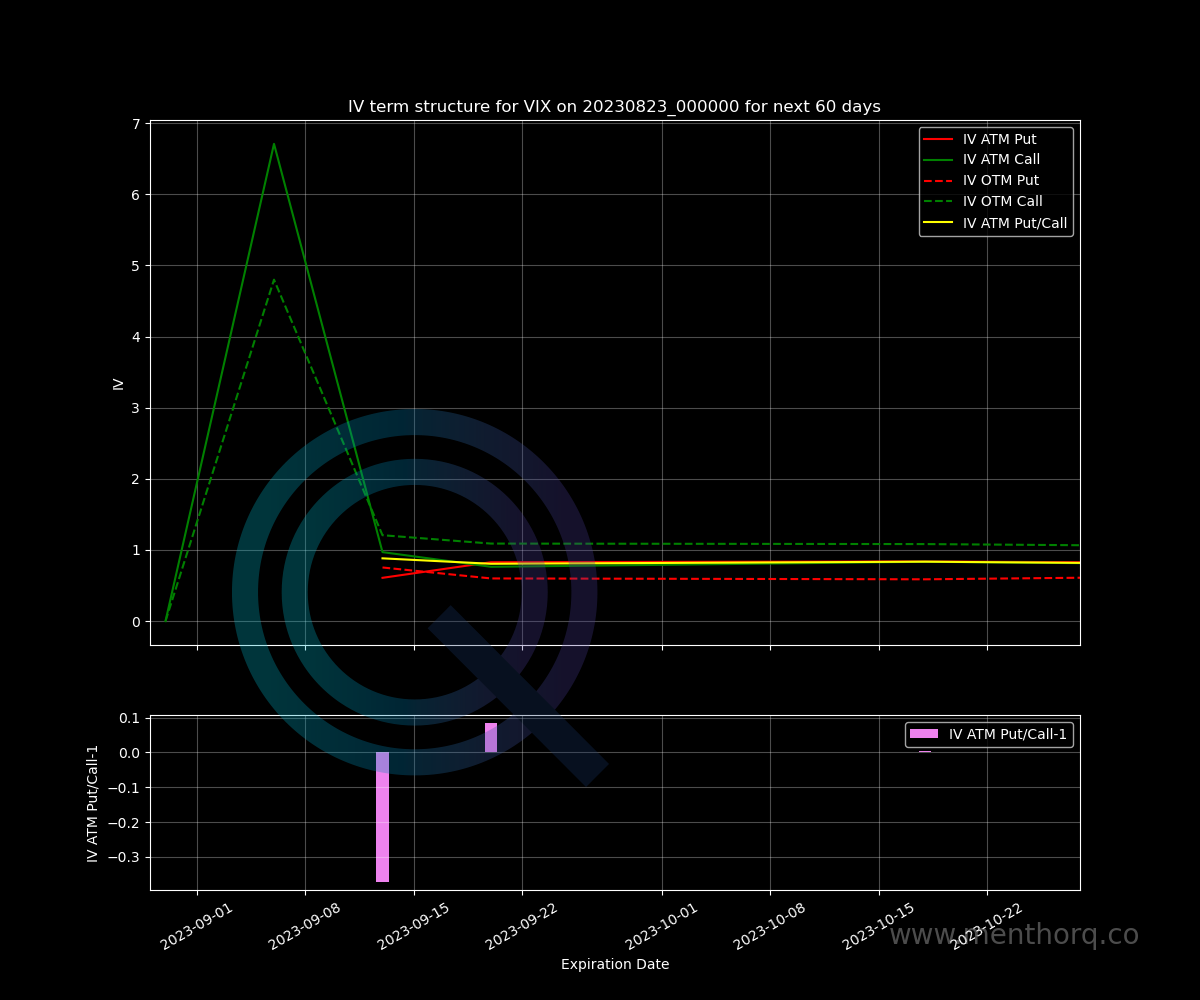 IV term structure for VIX on 20230823_000000 for next 60 days
7
6
5
4
3
2
1
0
IV
IV ATM Put
IV ATM Call
IV OTM Put
IV OTM Call
IV ATM Put/Call
0.1
0.0
−0.1
−0.2
−0.3
IV ATM Put/Call-1
IV ATM Put/Call-1
2023-09-01
2023-09-08
2023-09-15
2023-09-22
2023-10-01
2023-10-08
2023-10-15
2023-10-22
www.menthorq.co
Expiration Date